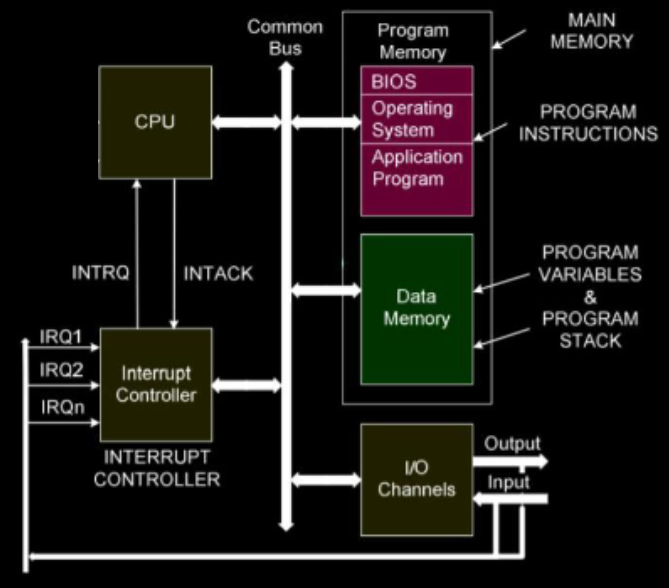 Common
Bus
Program
Memory
MAIN
MEMORY
CPU
BIOS
Operating
System
Application
Program
PROGRAM
INSTRUCTIONS
INTRQ
INTACK
Data
Memory
PROGRAM
VARIABLES
&
PROGRAM
STACK
IRQ1
IRQ2
IRQn
Interrupt
Controller
INTERRUPT
CONTROLLER
I/O
Channels
Output
Input